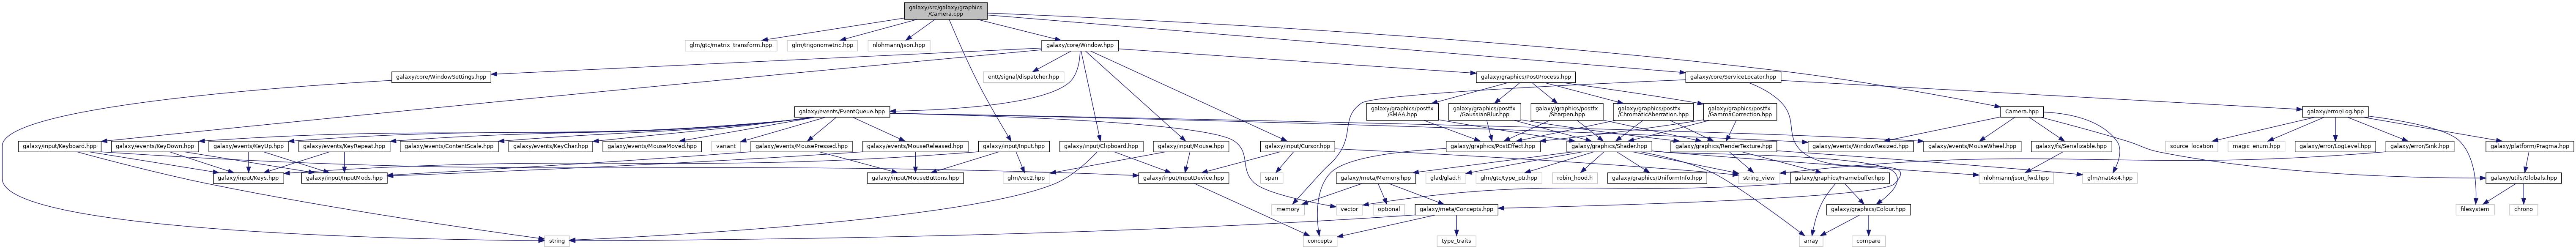 galaxy/src/galaxy/graphics
/Camera.cpp
glm/gtc/matrix_transform.hpp
glm/trigonometric.hpp
nlohmann/json.hpp
galaxy/core/Window.hpp
galaxy/core/WindowSettings.hpp
entt/signal/dispatcher.hpp
galaxy/graphics/PostProcess.hpp
galaxy/core/ServiceLocator.hpp
galaxy/events/EventQueue.hpp
galaxy/graphics/postfx
/SMAA.hpp
galaxy/graphics/postfx
/GaussianBlur.hpp
galaxy/graphics/postfx
/Sharpen.hpp
galaxy/graphics/postfx
/ChromaticAberration.hpp
galaxy/graphics/postfx
/GammaCorrection.hpp
Camera.hpp
galaxy/error/Log.hpp
galaxy/input/Keyboard.hpp
galaxy/events/KeyDown.hpp
galaxy/events/KeyUp.hpp
galaxy/events/KeyRepeat.hpp
galaxy/events/ContentScale.hpp
galaxy/events/KeyChar.hpp
galaxy/events/MouseMoved.hpp
variant
galaxy/events/MousePressed.hpp
galaxy/events/MouseReleased.hpp
galaxy/input/Input.hpp
galaxy/input/Clipboard.hpp
galaxy/input/Mouse.hpp
galaxy/input/Cursor.hpp
galaxy/graphics/PostEffect.hpp
galaxy/graphics/Shader.hpp
galaxy/graphics/RenderTexture.hpp
galaxy/events/WindowResized.hpp
galaxy/events/MouseWheel.hpp
galaxy/fs/Serializable.hpp
source_location
magic_enum.hpp
galaxy/error/LogLevel.hpp
galaxy/error/Sink.hpp
galaxy/platform/Pragma.hpp
galaxy/input/Keys.hpp
galaxy/input/InputMods.hpp
galaxy/input/MouseButtons.hpp
glm/vec2.hpp
galaxy/input/InputDevice.hpp
span
galaxy/meta/Memory.hpp
glad/glad.h
glm/gtc/type_ptr.hpp
robin_hood.h
galaxy/graphics/UniformInfo.hpp
string_view
galaxy/graphics/Framebuffer.hpp
nlohmann/json_fwd.hpp
glm/mat4x4.hpp
galaxy/utils/Globals.hpp
memory
vector
optional
galaxy/meta/Concepts.hpp
galaxy/graphics/Colour.hpp
filesystem
chrono
string
concepts
type_traits
array
compare